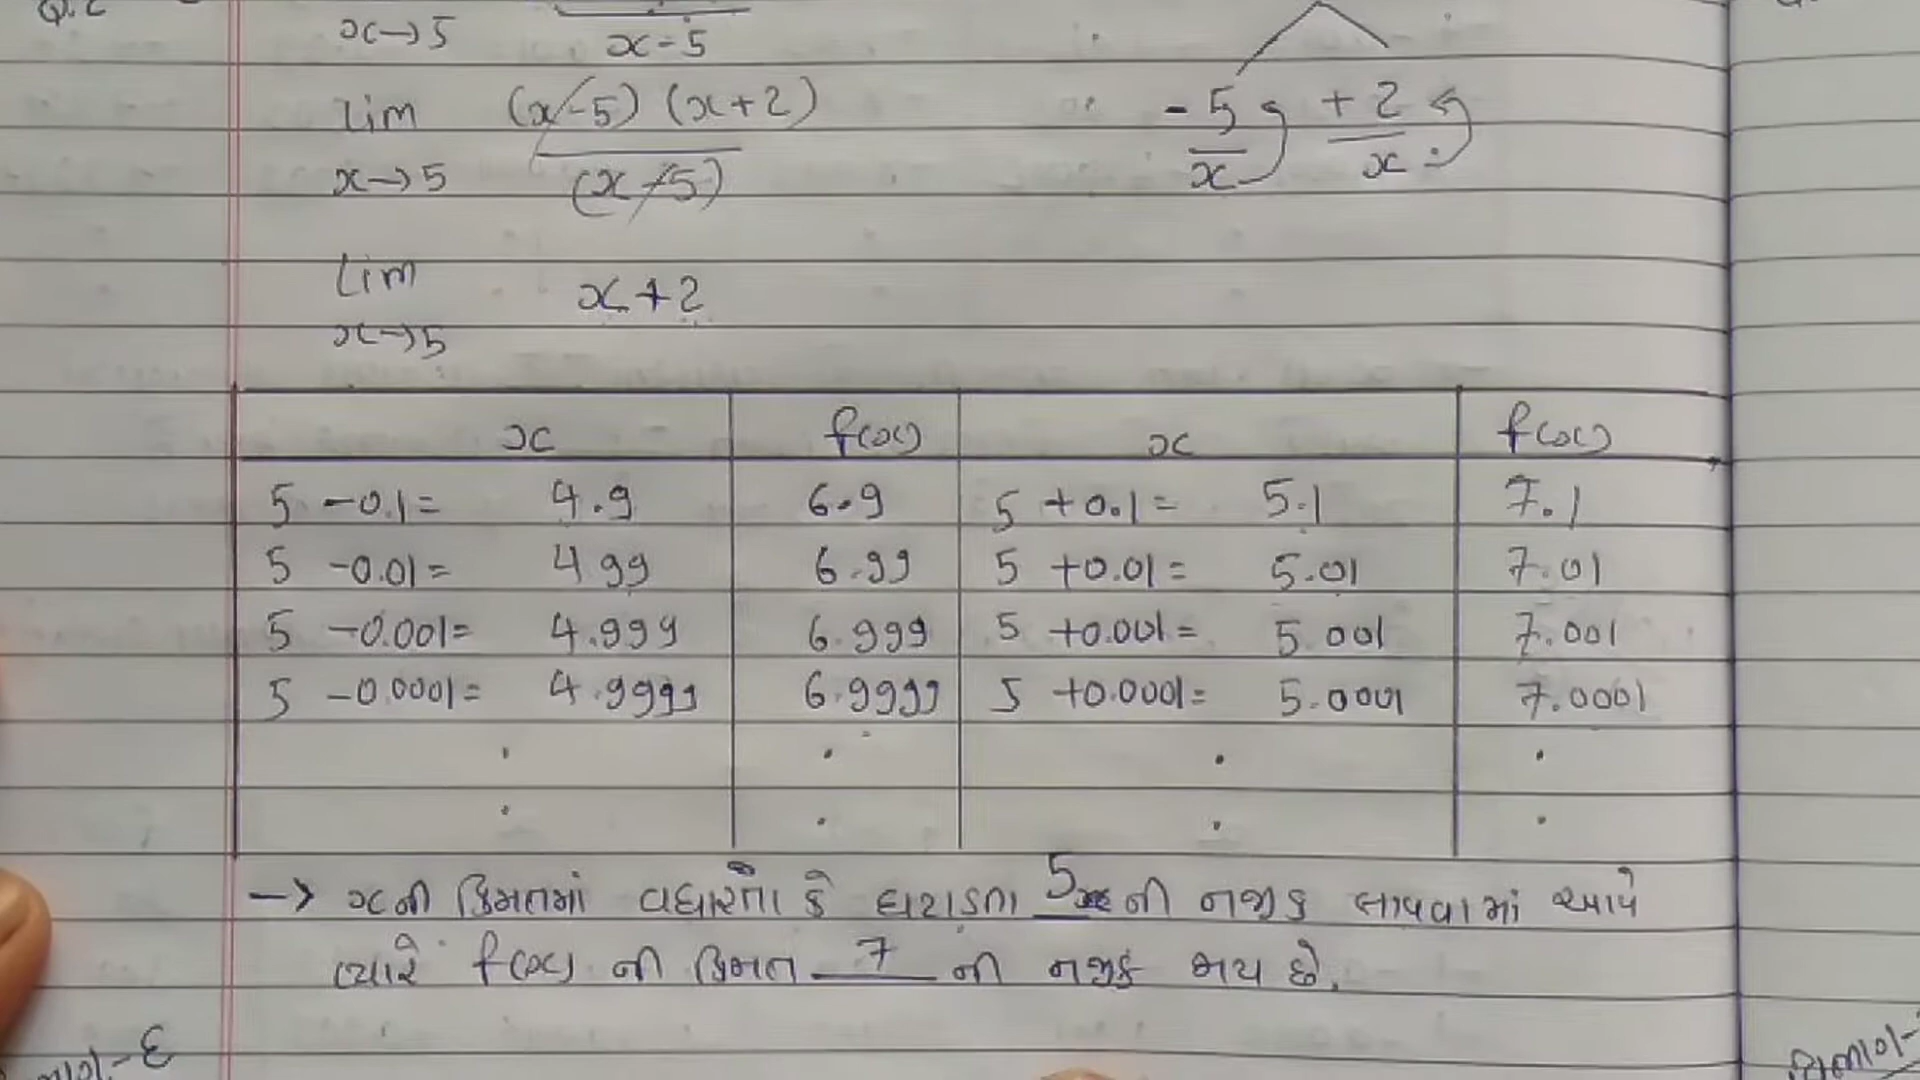 x→5 x-5
lim (x-5) (x+2) -5 +2
x→5 (x-5) x x
lim x+2
x→5
x f(x) x f(x)
5 -0.1= 4.9 6.9 5 +0.1= 5.1 7.1
5 -0.01= 4.99 6.99 5 +0.01= 5.01 7.01
5 -0.001= 4.999 6.999 5 +0.001= 5.001 7.001
5 -0.0001= 4.9999 6.9999 5 +0.0001= 5.0001 7.0001
. . . .
. . . .
→ xની કિંમતમાં વધારતા કે ઘટાડતા 5 ની નજીક લાવવામાં આવે
ત્યારે f(x) ની કિંમત 7 ની નજીક જાય છે.